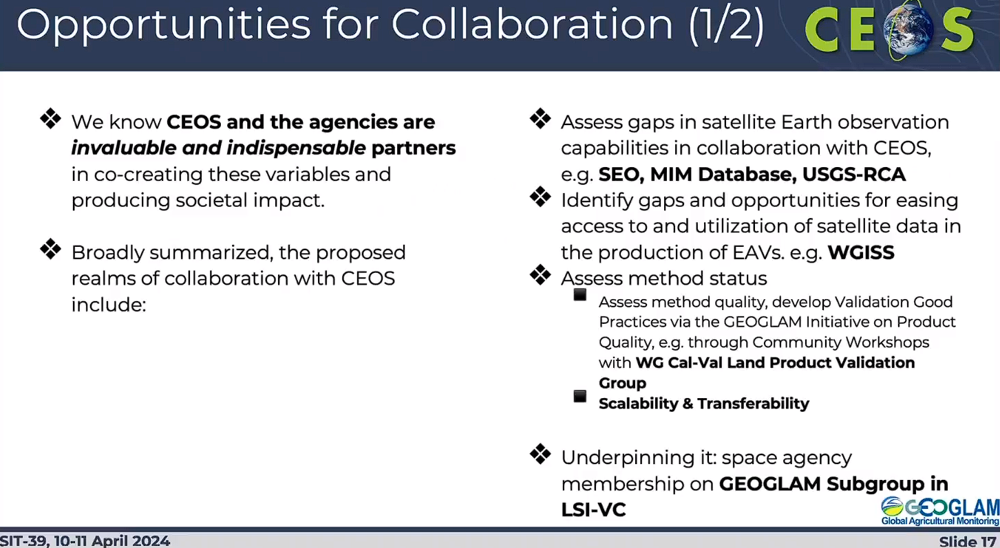 Opportunities for Collaboration (1/2)
CEOS
We know CEOS and the agencies are
invaluable and indispensable partners
in co-creating these variables and
producing societal impact.
Broadly summarized, the proposed
realms of collaboration with CEOS
include:
Assess gaps in satellite Earth observation
capabilities in collaboration with CEOS,
e.g. SEO, MIM Database, USGS-RCA
Identify gaps and opportunities for easing
access to and utilization of satellite data in
the production of EAVs. e.g. WGISS
Assess method status
Assess method quality, develop Validation Good
Practices via the GEOGLAM Initiative on Product
Quality, e.g. through Community Workshops
with WG Cal-Val Land Product Validation
Group
Scalability & Transferability
Underpinning it: space agency
membership on GEOGLAM Subgroup in
LSI-VC
GEOGLAM
Global Agricultural Monitoring
SIT-39, 10-11 April 2024
Slide 17